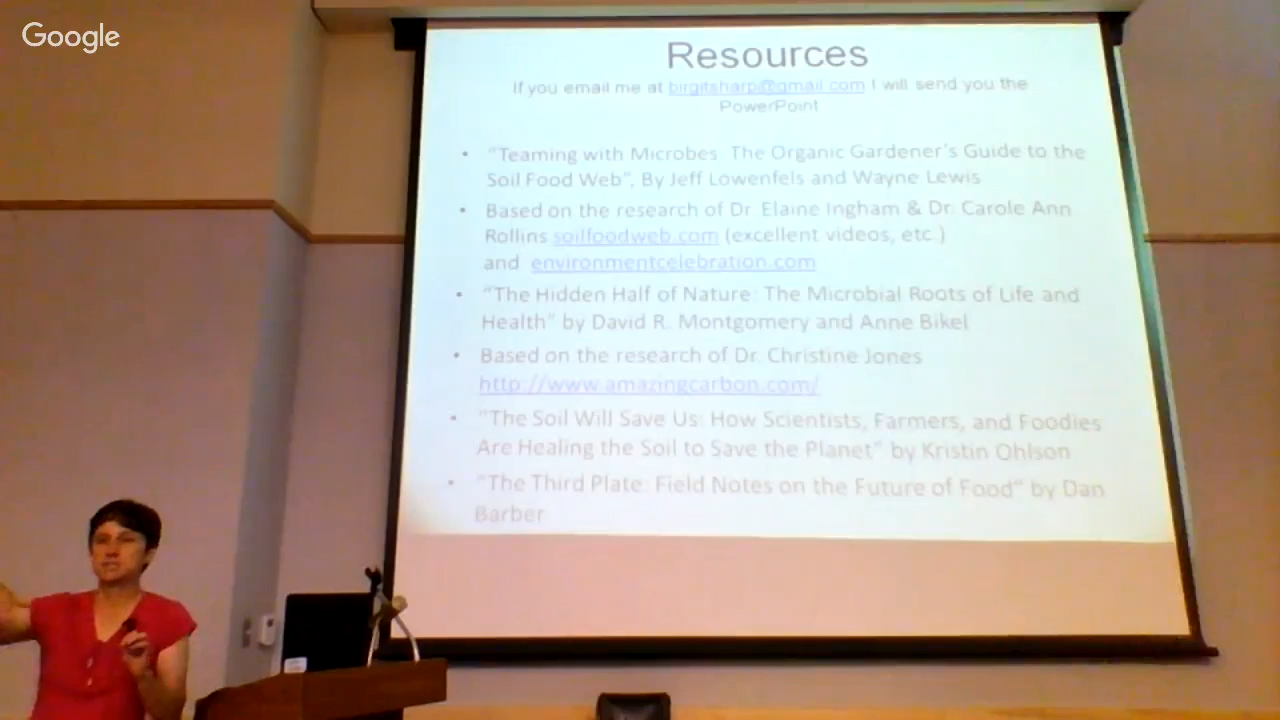 Google
Resources
If you email me at birgitsharp@gmail.com I will send you the
PowerPoint
• "Teaming with Microbes: The Organic Gardener's Guide to the
Soil Food Web", By Jeff Lowenfels and Wayne Lewis
• Based on the research of Dr. Elaine Ingham & Dr. Carole Ann
Rollins soilfoodweb.com (excellent videos, etc.)
and environmentcelebration.com
• "The Hidden Half of Nature: The Microbial Roots of Life and
Health" by David R. Montgomery and Anne Bikel
• Based on the research of Dr. Christine Jones
http://www.amazingcarbon.com/
• "The Soil Will Save Us: How Scientists, Farmers, and Foodies
Are Healing the Soil to Save the Planet" by Kristin Ohlson
• "The Third Plate: Field Notes on the Future of Food" by Dan
Barber